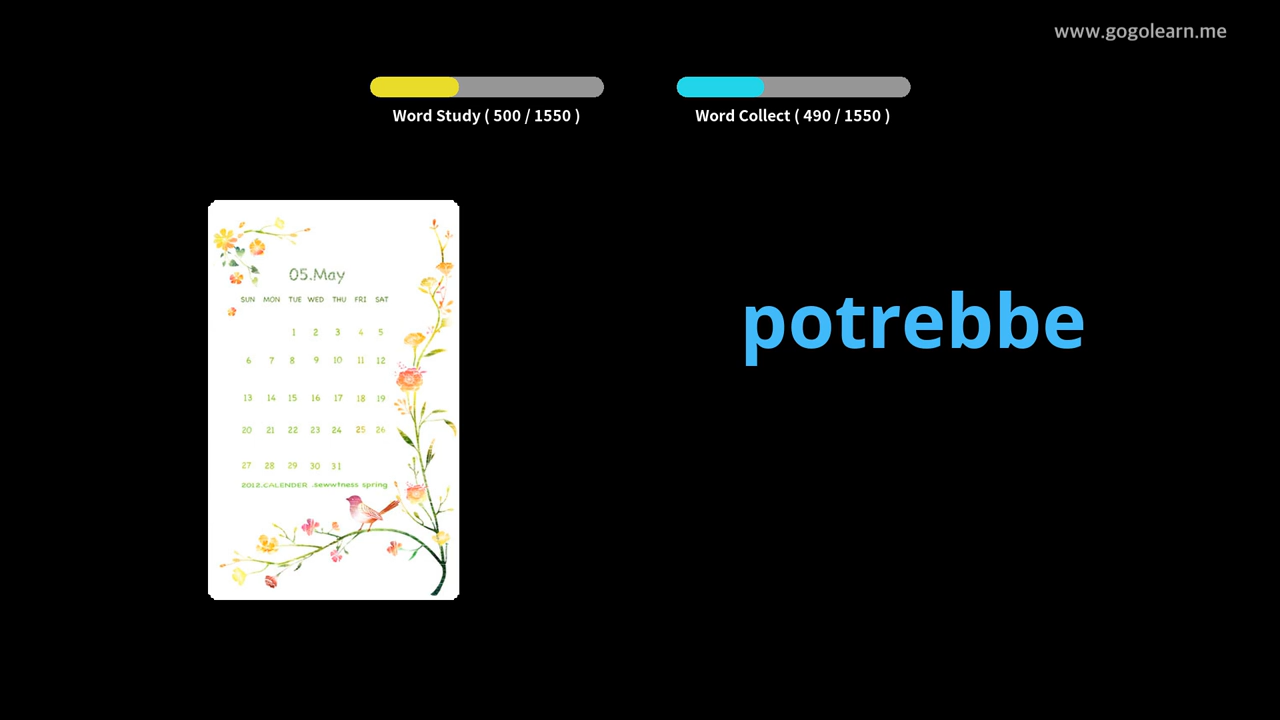 www.gogolearn.me
Word Study ( 500 / 1550 )
Word Collect ( 490 / 1550 )
05.May
SUN MON TUE WED THU FRI SAT
1 2 3 4 5
6 7 8 9 10 11 12
13 14 15 16 17 18 19
20 21 22 23 24 25 26
27 28 29 30 31
2012.CALENDER .sewwtness spring
potrebbe